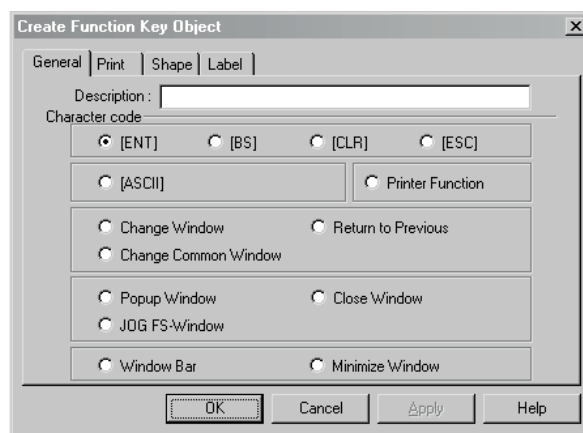 Create Function Key Object
General Print Shape Label
Description :
Character code
[ENT] [BS] [CLR] [ESC]
[ASCII] Printer Function
Change Window Return to Previous
Change Common Window
Popup Window Close Window
JOG FS-Window
Window Bar Minimize Window
OK Cancel Apply Help